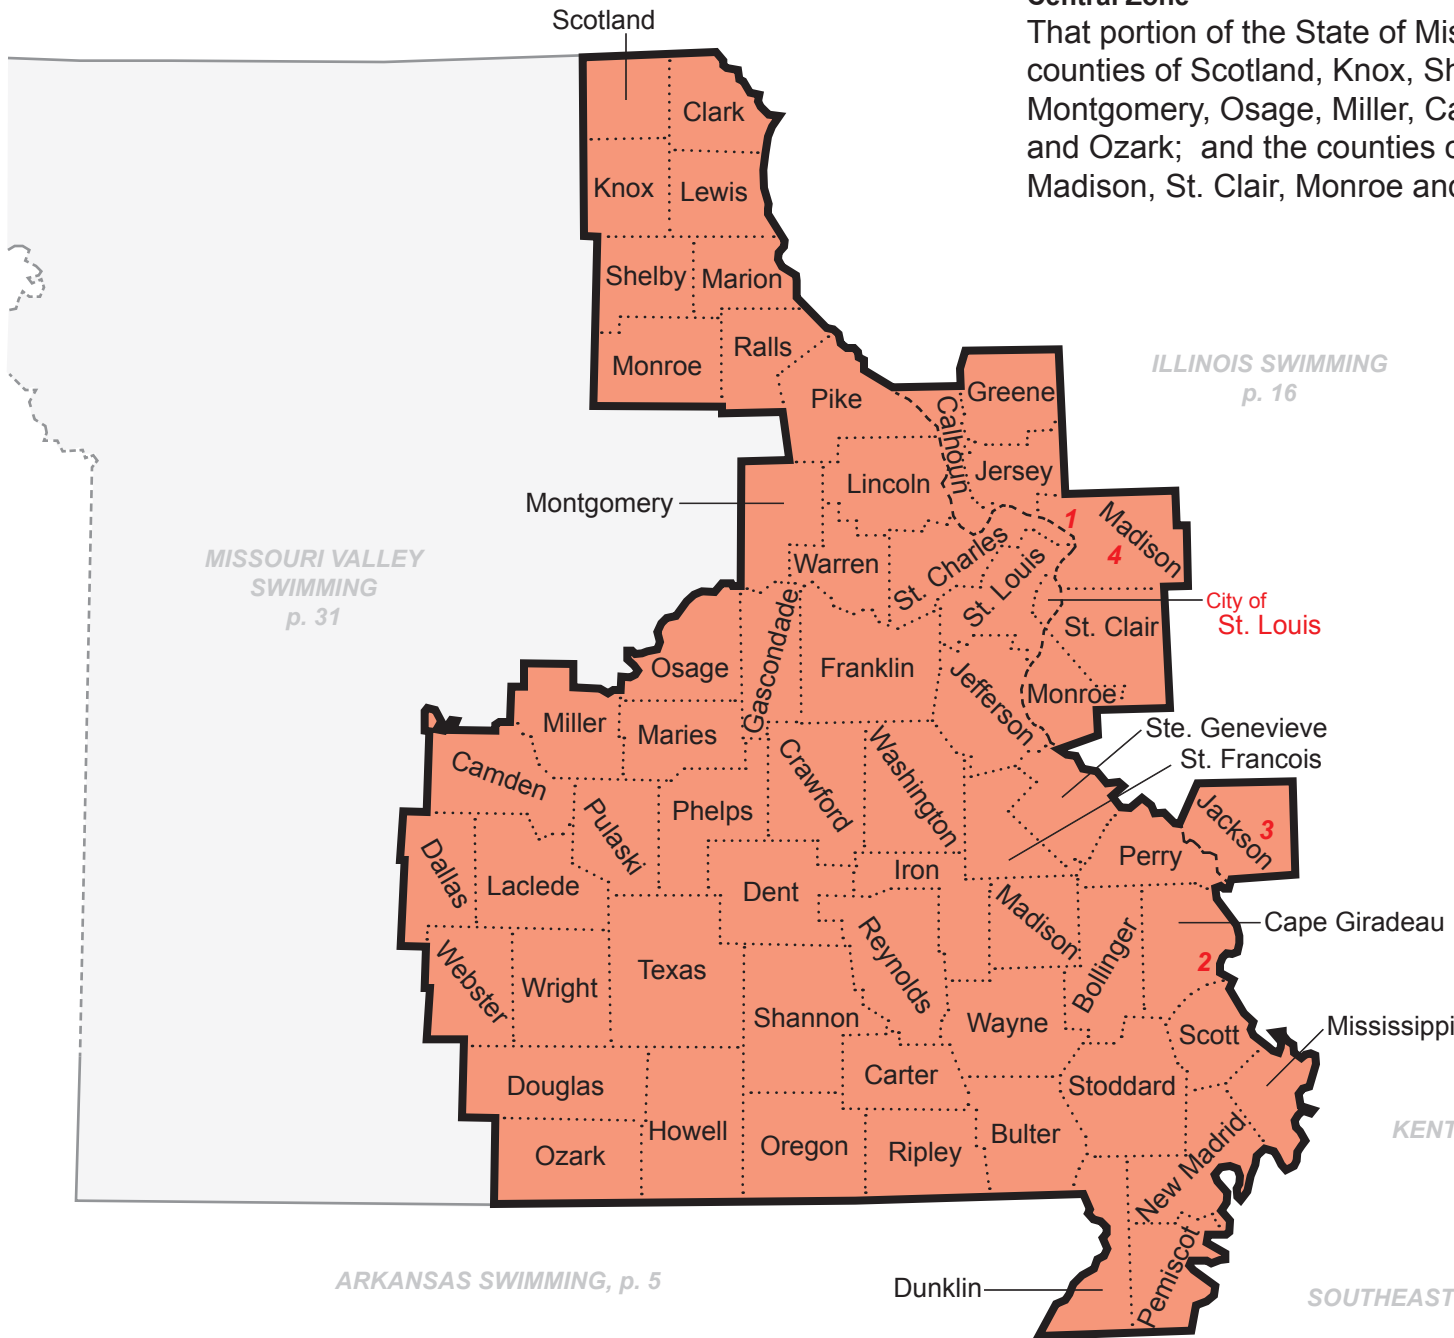 Central Zone
That portion of the State of Mis
counties of Scotland, Knox, Sh
Montgomery, Osage, Miller, Ca
and Ozark; and the counties o
Madison, St. Clair, Monroe and
Scotland
Clark
Knox
Lewis
Shelby
Marion
Monroe
Ralls
Pike
Calhoun
Greene
ILLINOIS SWIMMING
p. 16
Jersey
Lincoln
Montgomery
1
Madison
4
MISSOURI VALLEY
SWIMMING
p. 31
Warren
St. Charles
St. Louis
City of
St. Louis
St. Clair
Osage
Gascondade
Franklin
Jefferson
Monroe
Miller
Maries
Ste. Genevieve
St. Francois
Camden
Pulaski
Phelps
Crawford
Washington
Jackson
3
Dallas
Laclede
Dent
Iron
Perry
Cape Giradeau
Webster
Wright
Texas
Reynolds
Madison
Bollinger
2
Shannon
Wayne
Scott
Mississippi
Douglas
Carter
Stoddard
Ozark
Howell
Oregon
Ripley
Bulter
New Madrid
KENT
Pemiscot
Dunklin
ARKANSAS SWIMMING, p. 5
SOUTHEAST